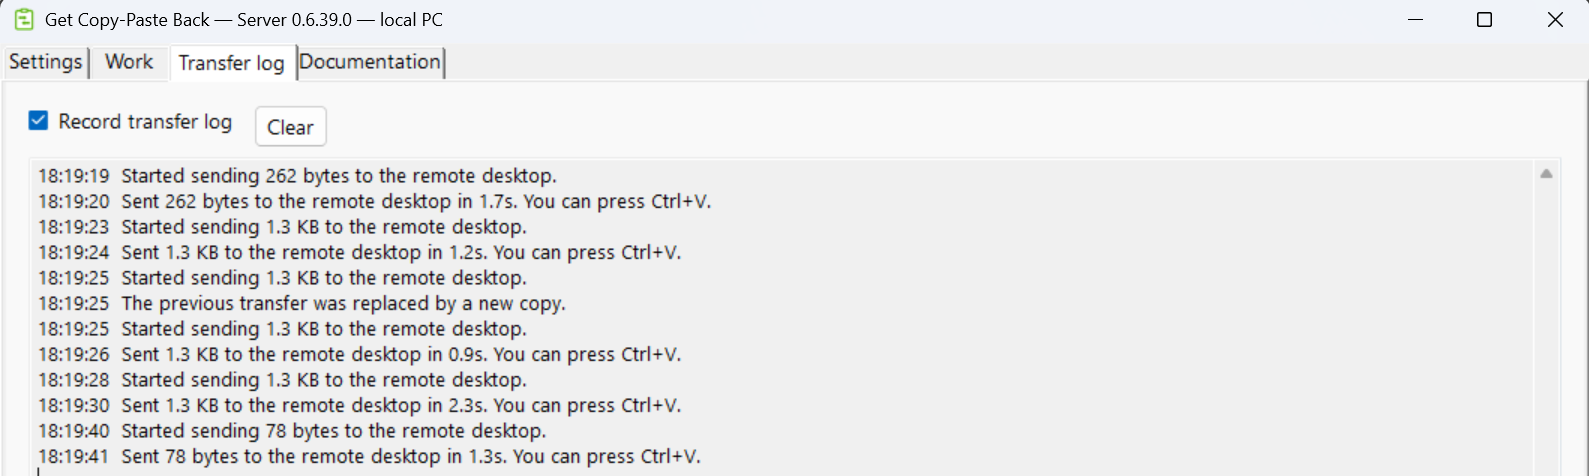 Get Copy-Paste Back — Server 0.6.39.0 — local PC
Settings Work Transfer log Documentation
Record transfer log Clear
18:19:19 Started sending 262 bytes to the remote desktop.
18:19:20 Sent 262 bytes to the remote desktop in 1.7s. You can press Ctrl+V.
18:19:23 Started sending 1.3 KB to the remote desktop.
18:19:24 Sent 1.3 KB to the remote desktop in 1.2s. You can press Ctrl+V.
18:19:25 Started sending 1.3 KB to the remote desktop.
18:19:25 The previous transfer was replaced by a new copy.
18:19:25 Started sending 1.3 KB to the remote desktop.
18:19:26 Sent 1.3 KB to the remote desktop in 0.9s. You can press Ctrl+V.
18:19:28 Started sending 1.3 KB to the remote desktop.
18:19:30 Sent 1.3 KB to the remote desktop in 2.3s. You can press Ctrl+V.
18:19:40 Started sending 78 bytes to the remote desktop.
18:19:41 Sent 78 bytes to the remote desktop in 1.3s. You can press Ctrl+V.